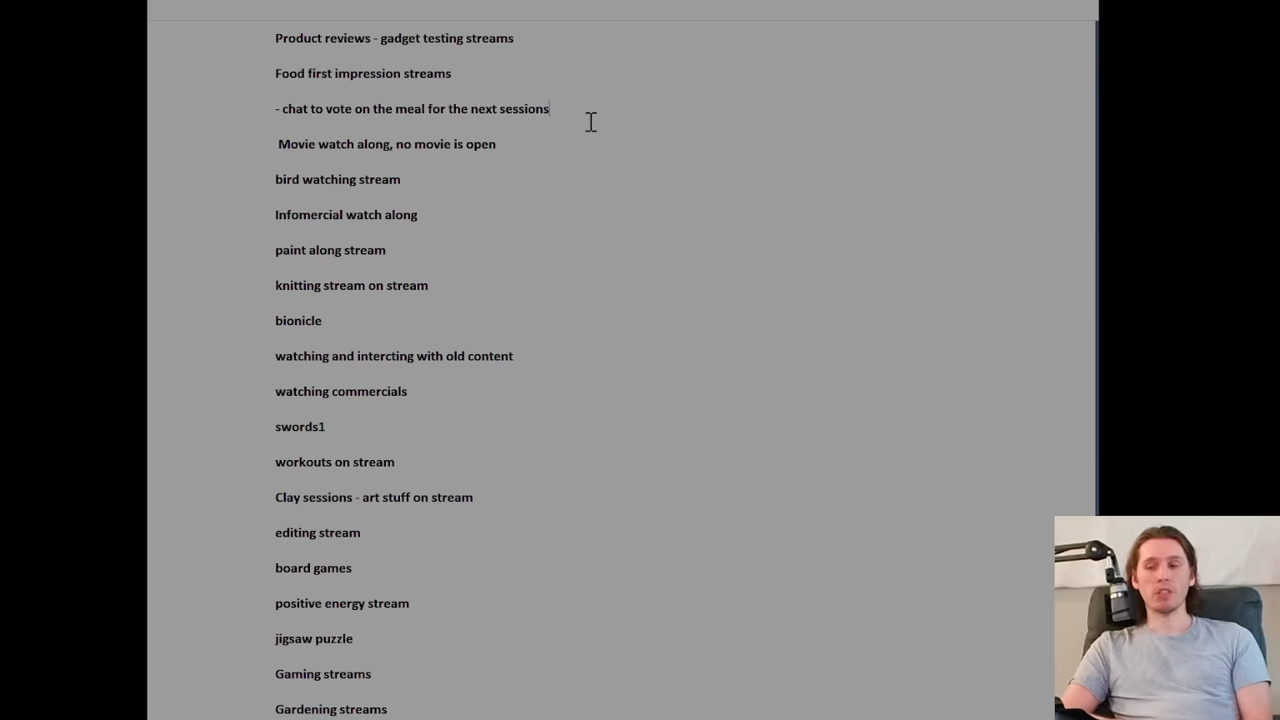 Product reviews - gadget testing streams
Food first impression streams
- chat to vote on the meal for the next sessions
Movie watch along, no movie is open
bird watching stream
Infomercial watch along
paint along stream
knitting stream on stream
bionicle
watching and intercting with old content
watching commercials
swords1
workouts on stream
Clay sessions - art stuff on stream
editing stream
board games
positive energy stream
jigsaw puzzle
Gaming streams
Gardening streams